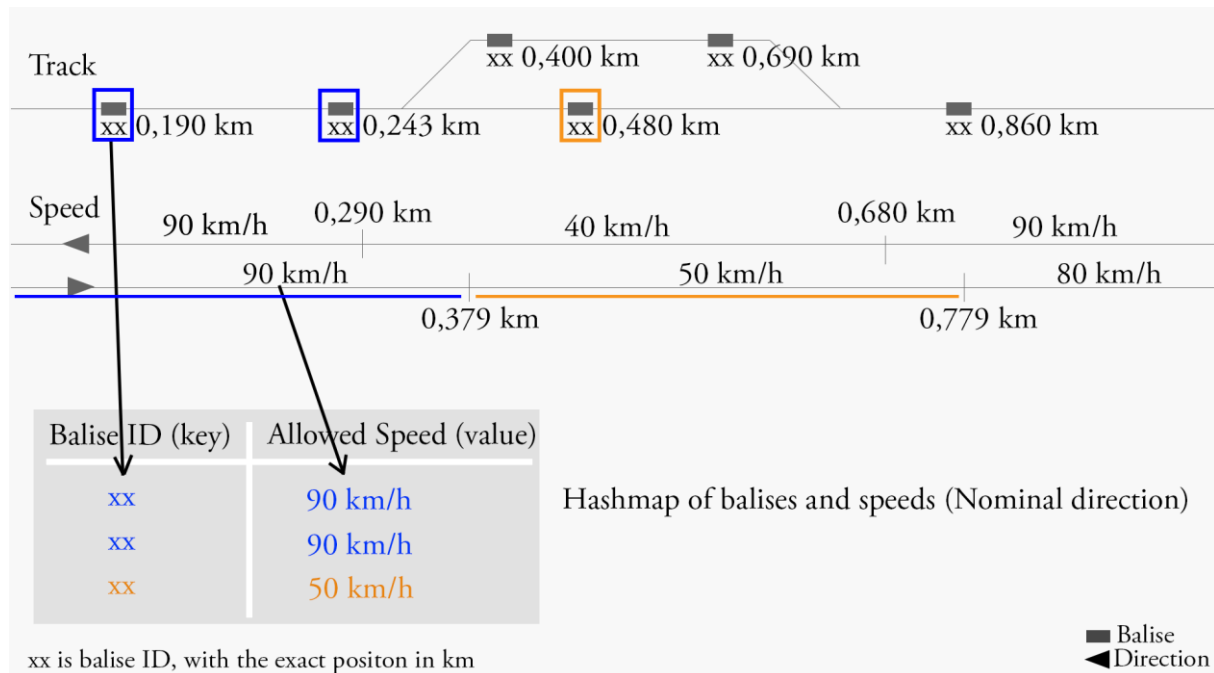 xx 0,400 km xx 0,690 km
Track
xx 0,190 km xx 0,243 km xx 0,480 km xx 0,860 km
Speed
90 km/h 0,290 km 40 km/h 0,680 km 90 km/h
90 km/h 50 km/h 80 km/h
0,379 km 0,779 km
Balise ID (key) Allowed Speed (value)
xx 90 km/h
xx 90 km/h
xx 50 km/h
Hashmap of balises and speeds (Nominal direction)
xx is balise ID, with the exact positon in km
Balise
Direction